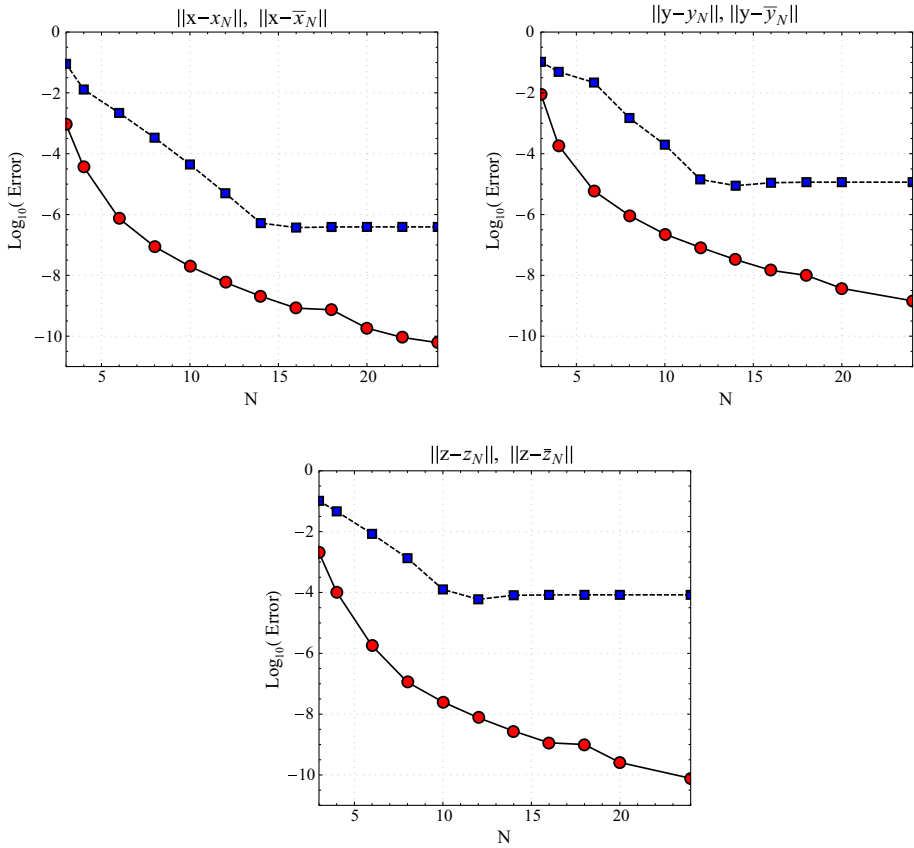 ||x−x_N||, ||x−x̅_N||
0
−2
−4
−6
−8
−10
Log₁₀( Error)
5 10 15 20
N
||y−y_N||, ||y−y̅_N||
0
−2
−4
−6
−8
−10
Log₁₀( Error)
5 10 15 20
N
||z−z_N||, ||z−z̅_N||
0
−2
−4
−6
−8
−10
Log₁₀( Error)
5 10 15 20
N